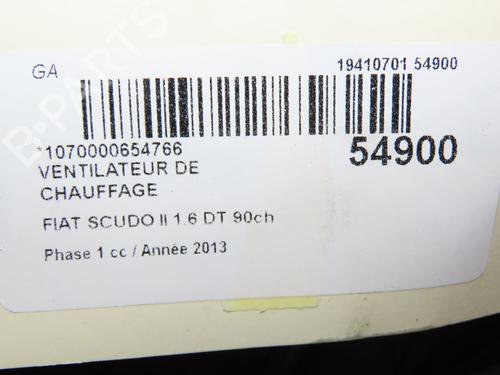 GA
19410701 54900
*1070000654766
54900
VENTILATEUR DE
CHAUFFAGE
FIAT SCUDO II 1.6 DT 90ch
Phase 1 cc / Année 2013
B-PARTS